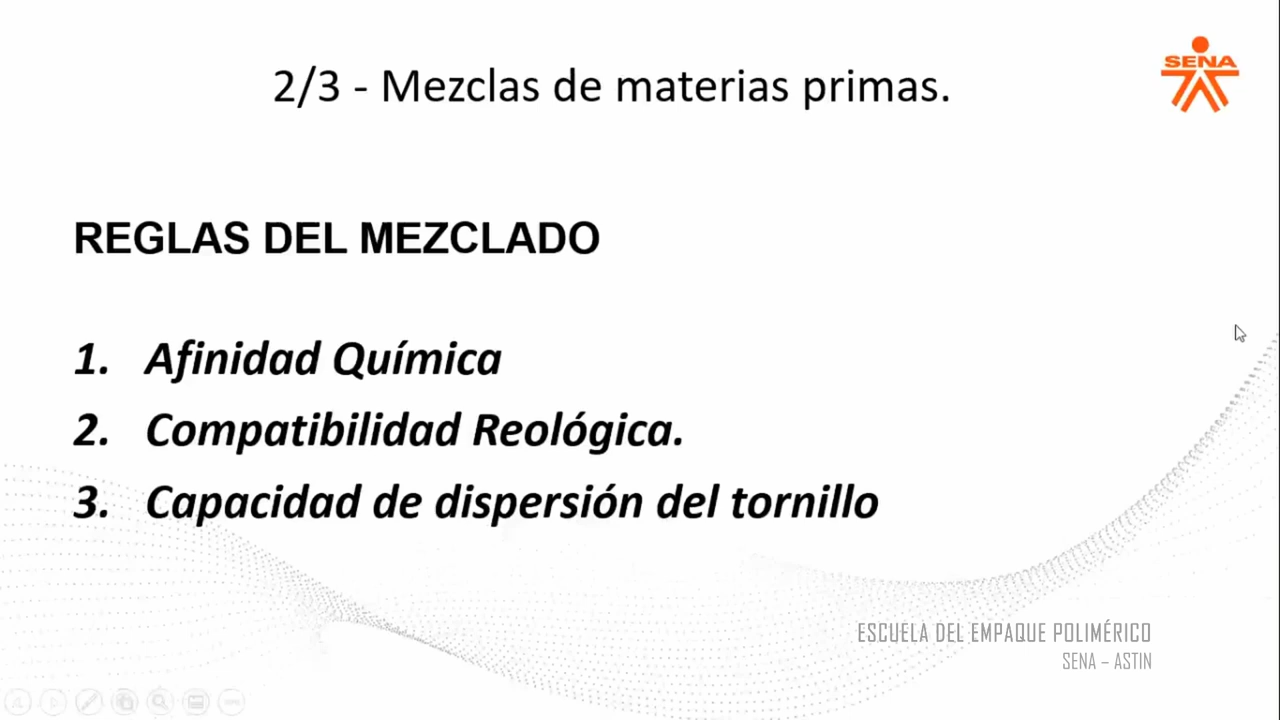 2/3 - Mezclas de materias primas.
SENA
REGLAS DEL MEZCLADO
1. Afinidad Química
2. Compatibilidad Reológica.
3. Capacidad de dispersión del tornillo
ESCUELA DEL EMPAQUE POLIMÉRICO
SENA – ASTIN